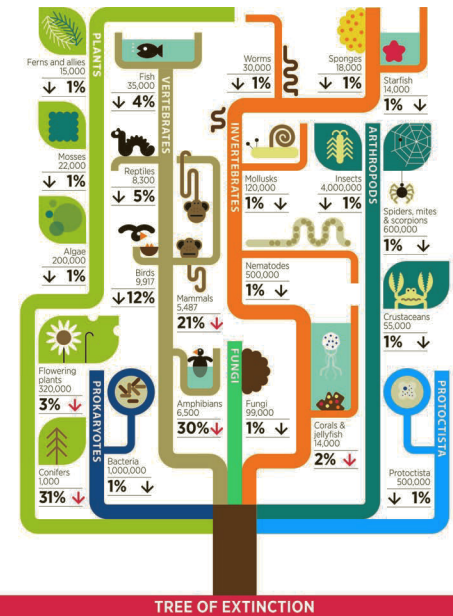 PLANTS
Ferns and allies
15,000
↓ 1%
Mosses
22,000
↓ 1%
Algae
200,000
↓ 1%
Flowering
plants
320,000
3% ↓
Conifers
1,000
31% ↓
PROKARYOTES
Bacteria
1,000,000
1% ↓
VERTEBRATES
Fish
35,000
↓ 4%
Reptiles
8,300
↓ 5%
Birds
9,917
↓ 12%
Mammals
5,487
21% ↓
Amphibians
6,500
30% ↓
FUNGI
Fungi
99,000
1% ↓
INVERTEBRATES
Worms
30,000
↓ 1%
Sponges
18,000
↓ 1%
Starfish
14,000
1% ↓
Mollusks
120,000
1% ↓
Nematodes
500,000
1% ↓
Corals &
jellyfish
14,000
2% ↓
ARTHROPODS
Insects
4,000,000
↓ 1%
Spiders, mites
& scorpions
600,000
1% ↓
Crustaceans
55,000
1% ↓
PROTOCTISTA
Protoctista
500,000
↓ 1%
TREE OF EXTINCTION